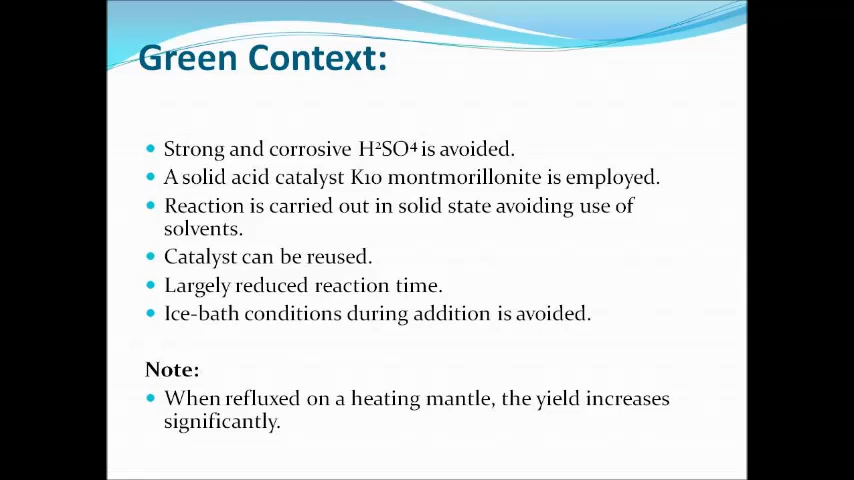 Green Context:
• Strong and corrosive H²SO⁴ is avoided.
• A solid acid catalyst K10 montmorillonite is employed.
• Reaction is carried out in solid state avoiding use of
solvents.
• Catalyst can be reused.
• Largely reduced reaction time.
• Ice-bath conditions during addition is avoided.
Note:
• When refluxed on a heating mantle, the yield increases
significantly.